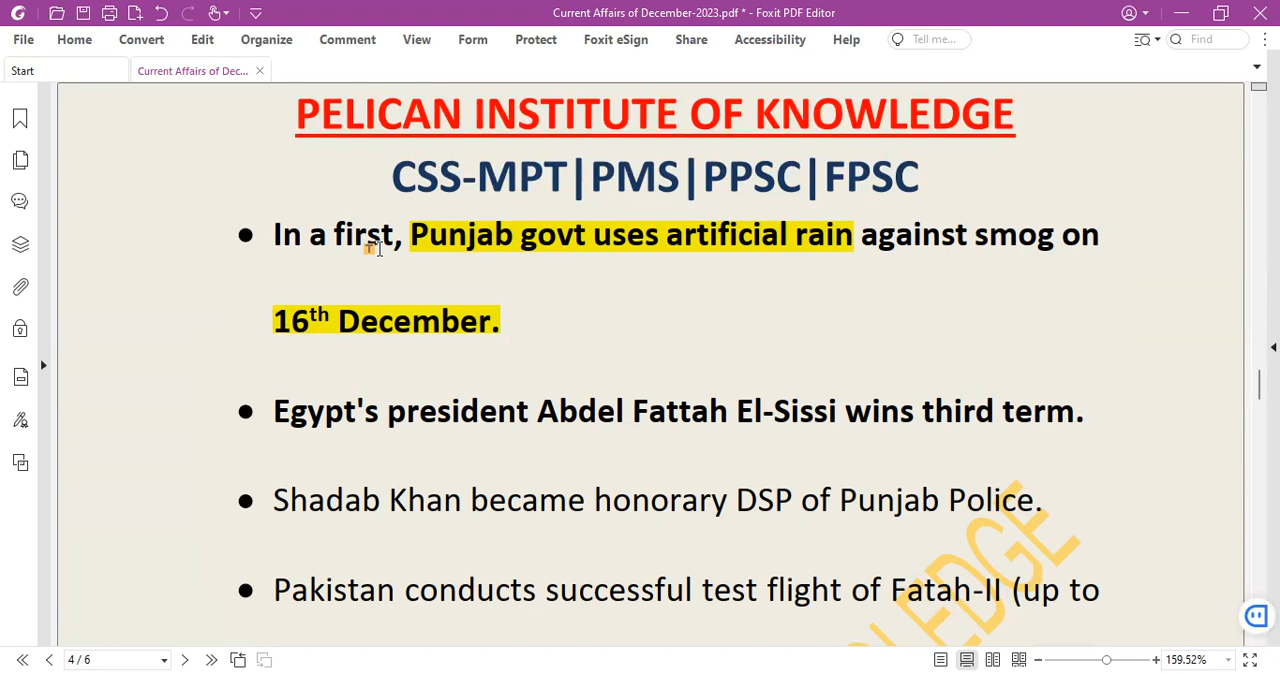 Current Affairs of December-2023.pdf * - Foxit PDF Editor
File Home Convert Edit Organize Comment View Form Protect Foxit eSign Share Accessibility Help Tell me... Find
Start Current Affairs of Dec...
PELICAN INSTITUTE OF KNOWLEDGE
CSS-MPT|PMS|PPSC|FPSC
● In a first, Punjab govt uses artificial rain against smog on
16th December.
● Egypt's president Abdel Fattah El-Sissi wins third term.
● Shadab Khan became honorary DSP of Punjab Police.
● Pakistan conducts successful test flight of Fatah-II (up to
4 / 6 159.52%